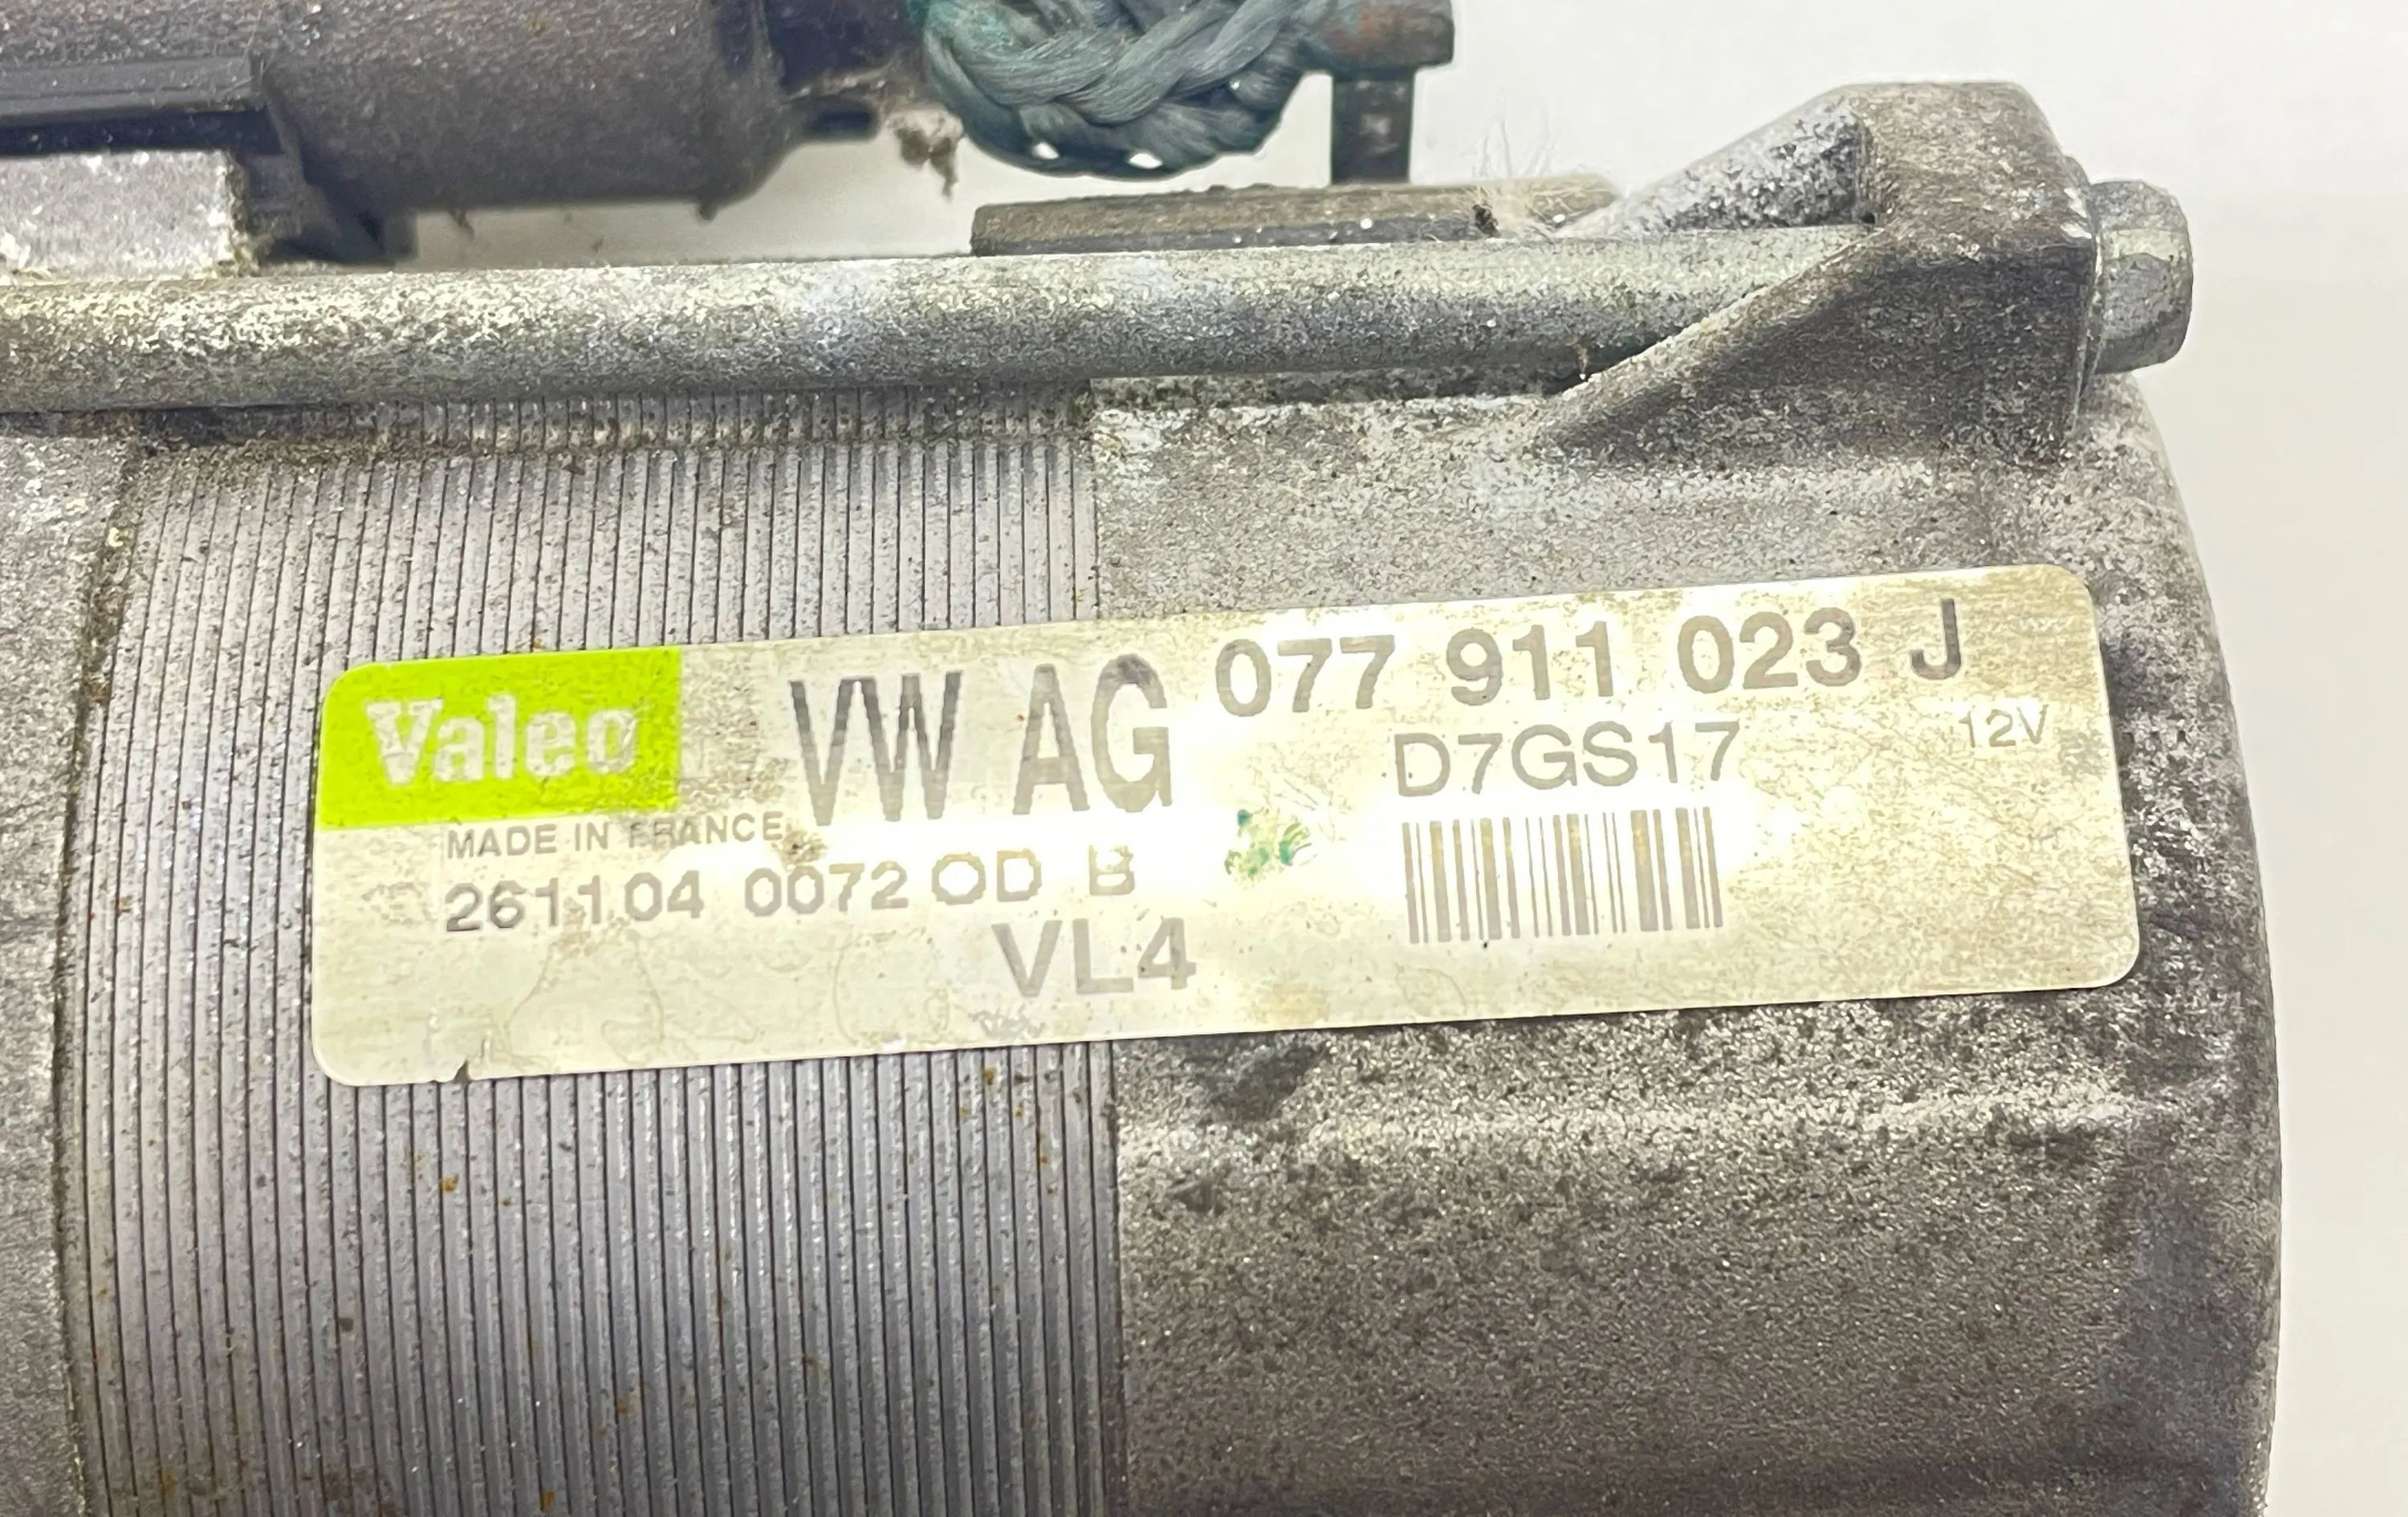 Valeo VW AG 077 911 023 J
D7GS17 12V
MADE IN FRANCE
261104 0072 OD B
VL4